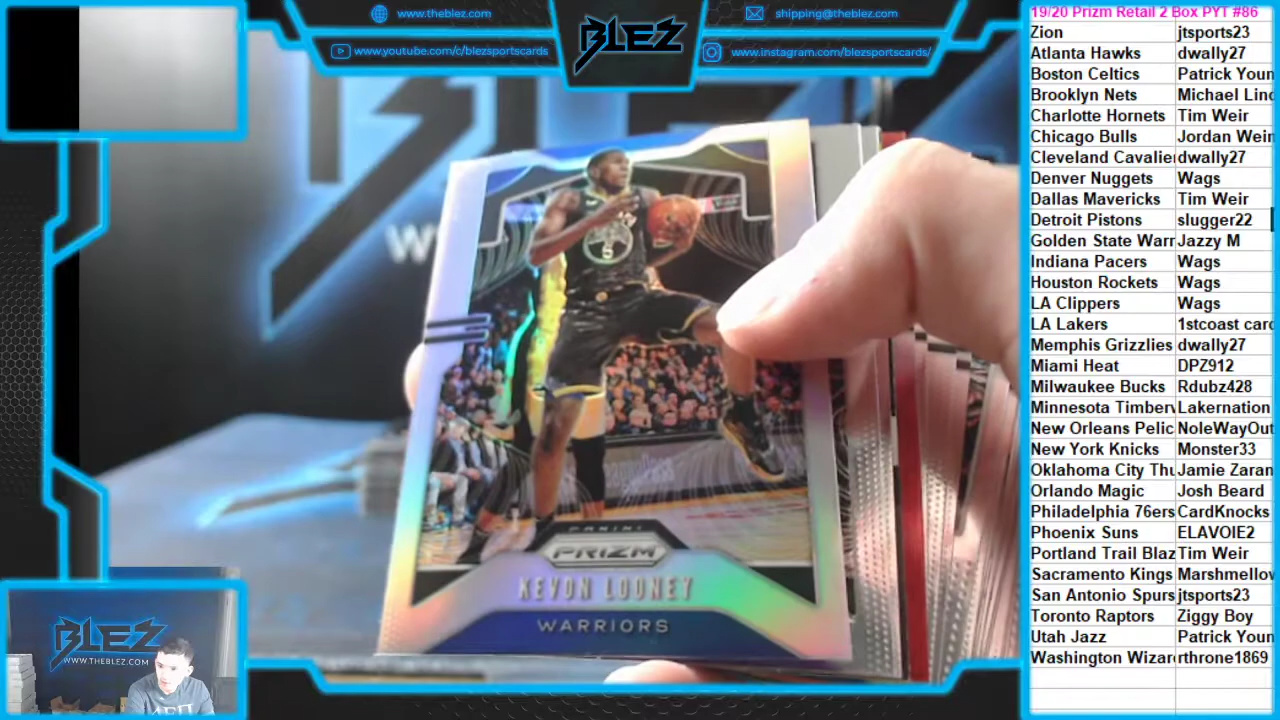 www.theblez.com
shipping@theblez.com
www.youtube.com/c/blezsportscards
BLEZ
www.instagram.com/blezsportscards/
19/20 Prizm Retail 2 Box PYT #86
Zion jtsports23
Atlanta Hawks dwally27
Boston Celtics Patrick Youn
Brooklyn Nets Michael Linc
Charlotte Hornets Tim Weir
Chicago Bulls Jordan Wein
Cleveland Cavalie dwally27
Denver Nuggets Wags
Dallas Mavericks Tim Weir
Detroit Pistons slugger22
Golden State Warr Jazzy M
Indiana Pacers Wags
Houston Rockets Wags
LA Clippers Wags
LA Lakers 1stcoast card
Memphis Grizzlies dwally27
Miami Heat DPZ912
Milwaukee Bucks Rdubz428
Minnesota Timberv Lakernation
New Orleans Pelic NoleWayOut
New York Knicks Monster33
Oklahoma City Thu Jamie Zaran
Orlando Magic Josh Beard
Philadelphia 76ers CardKnocks
Phoenix Suns ELAVOIE2
Portland Trail Blaz Tim Weir
Sacramento Kings Marshmellov
San Antonio Spurs jtsports23
Toronto Raptors Ziggy Boy
Utah Jazz Patrick Youn
Washington Wizar rthrone1869
5
PANINI
PRIZM
KEVON LOONEY
WARRIORS
BLEZ
WWW.THEBLEZ.COM